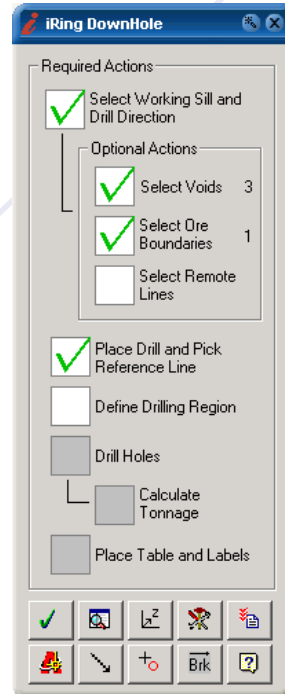 iRing DownHole
Required Actions
Select Working Sill and
Drill Direction
Optional Actions
Select Voids 3
Select Ore
Boundaries 1
Select Remote
Lines
Place Drill and Pick
Reference Line
Define Drilling Region
Drill Holes
Calculate
Tonnage
Place Table and Labels
Z
Brk
?